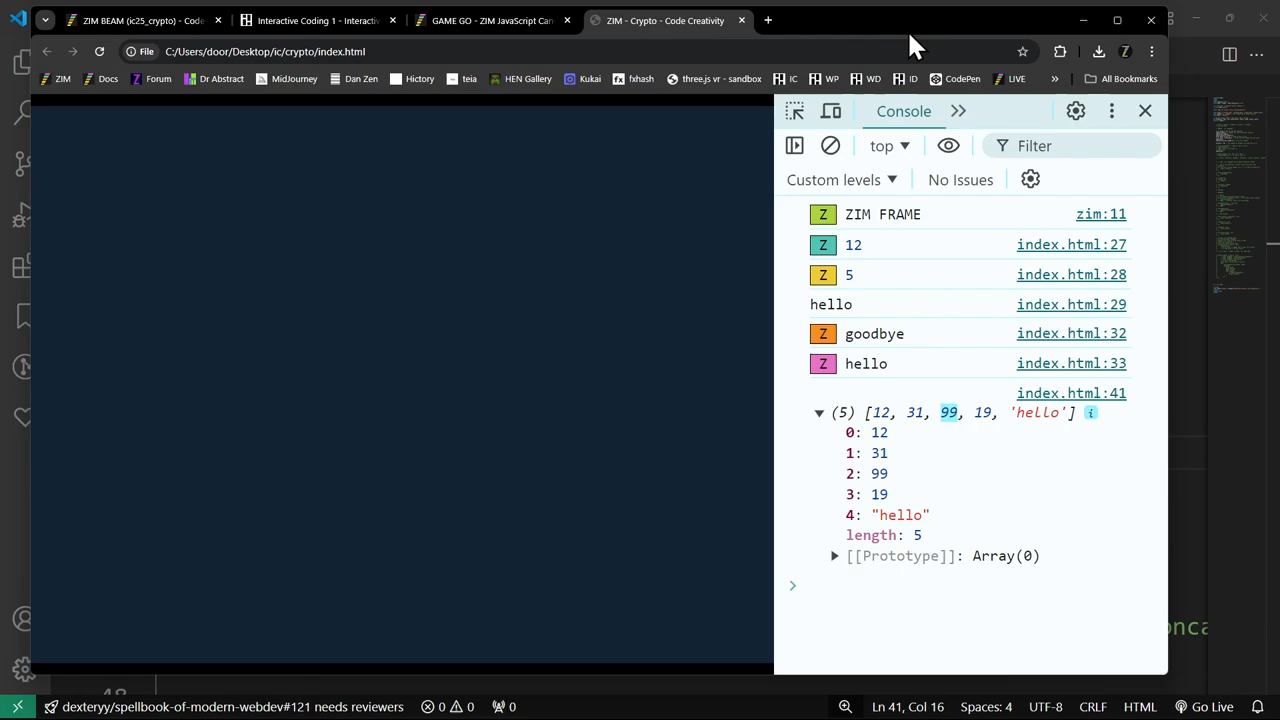 ZIM BEAM (ic25_crypto) - Code
Interactive Coding 1 - Interactiv
GAME GO - ZIM JavaScript Can
ZIM - Crypto - Code Creativity
File
C:/Users/door/Desktop/ic/crypto/index.html
ZIM
Docs
Forum
Dr Abstract
MidJourney
Dan Zen
Hictory
teia
HEN Gallery
Kukai
fxhash
three.js vr - sandbox
IC
WP
WD
ID
CodePen
LIVE
All Bookmarks
Console
top
Filter
Custom levels
No Issues
Z ZIM FRAME zim:11
Z 12 index.html:27
Z 5 index.html:28
hello index.html:29
Z goodbye index.html:32
Z hello index.html:33
index.html:41
(5) [12, 31, 99, 19, 'hello'] i
0: 12
1: 31
2: 99
3: 19
4: "hello"
length: 5
[[Prototype]]: Array(0)
dexteryy/spellbook-of-modern-webdev#121 needs reviewers
0 0
0
Ln 41, Col 16
Spaces: 4
UTF-8
CRLF
HTML
Go Live